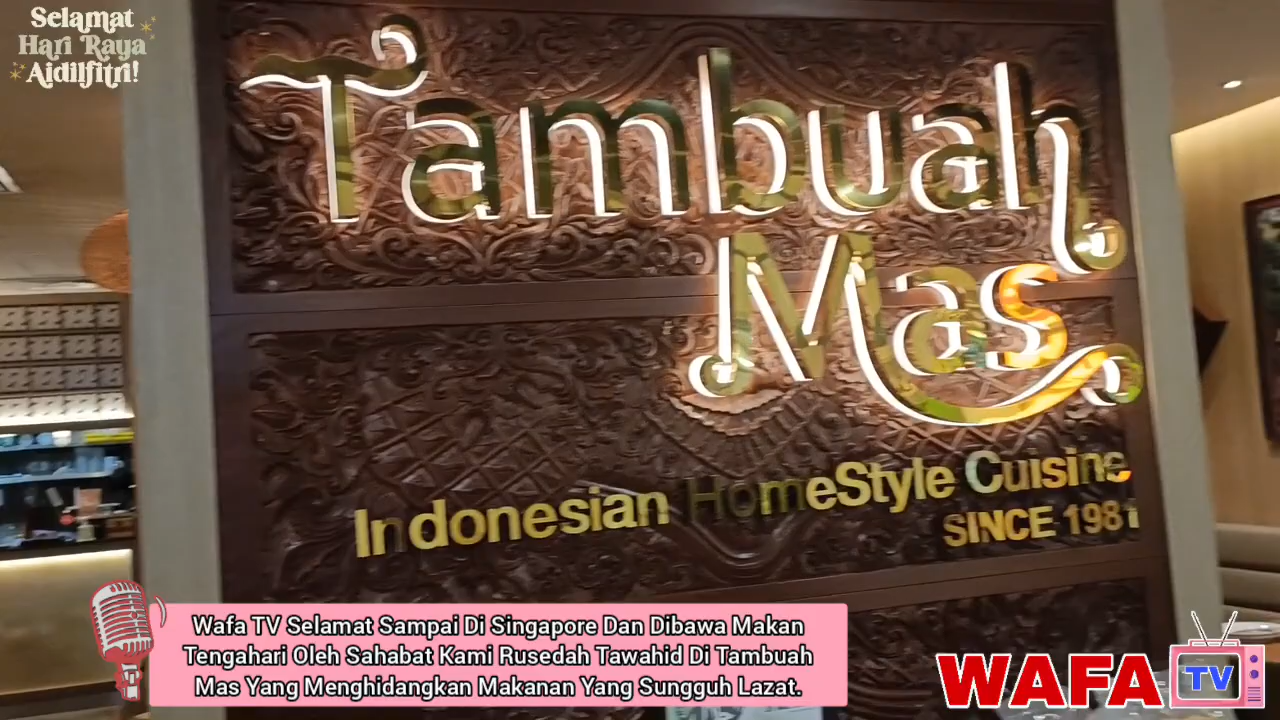 Selamat
Hari Raya
Aidilfitri!
Tambuah
Mas
Indonesian HomeStyle Cuisine
SINCE 1981
Wafa TV Selamat Sampai Di Singapore Dan Dibawa Makan
Tengahari Oleh Sahabat Kami Rusedah Tawahid Di Tambuah
Mas Yang Menghidangkan Makanan Yang Sungguh Lazat.
WAFA TV